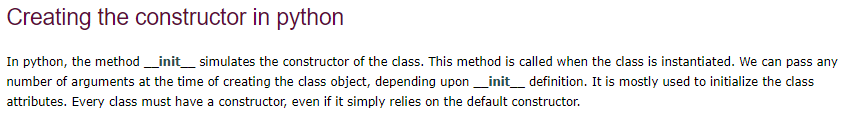 Creating the constructor in python
In python, the method __init__ simulates the constructor of the class. This method is called when the class is instantiated. We can pass any
number of arguments at the time of creating the class object, depending upon __init__ definition. It is mostly used to initialize the class
attributes. Every class must have a constructor, even if it simply relies on the default constructor.